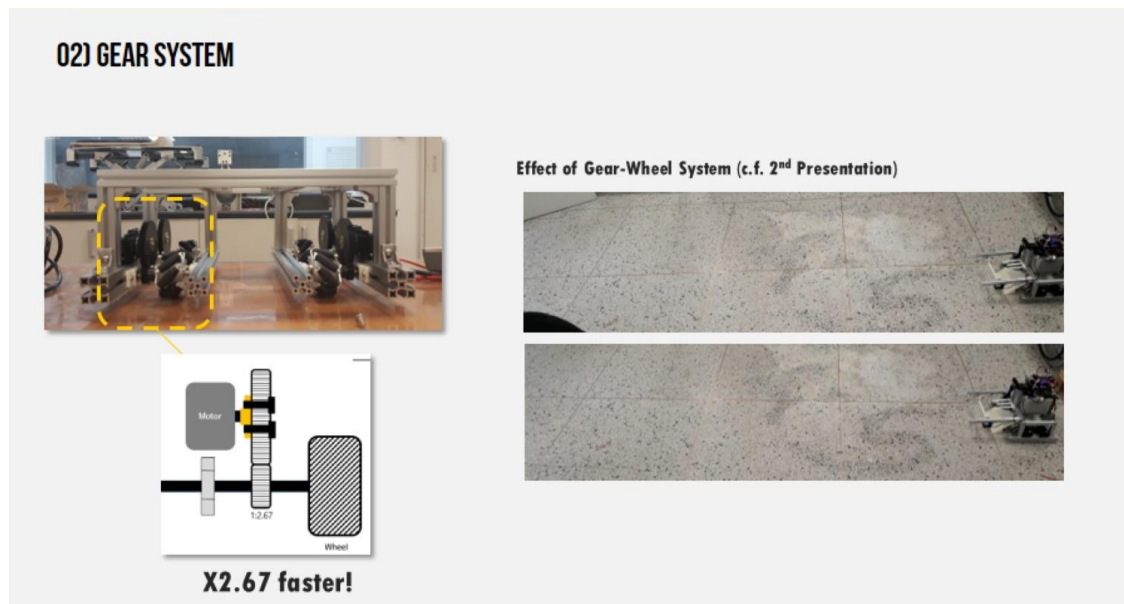 02) GEAR SYSTEM
Effect of Gear-Wheel System (c.f. 2nd Presentation)
Motor
1:2.67
Wheel
X2.67 faster!